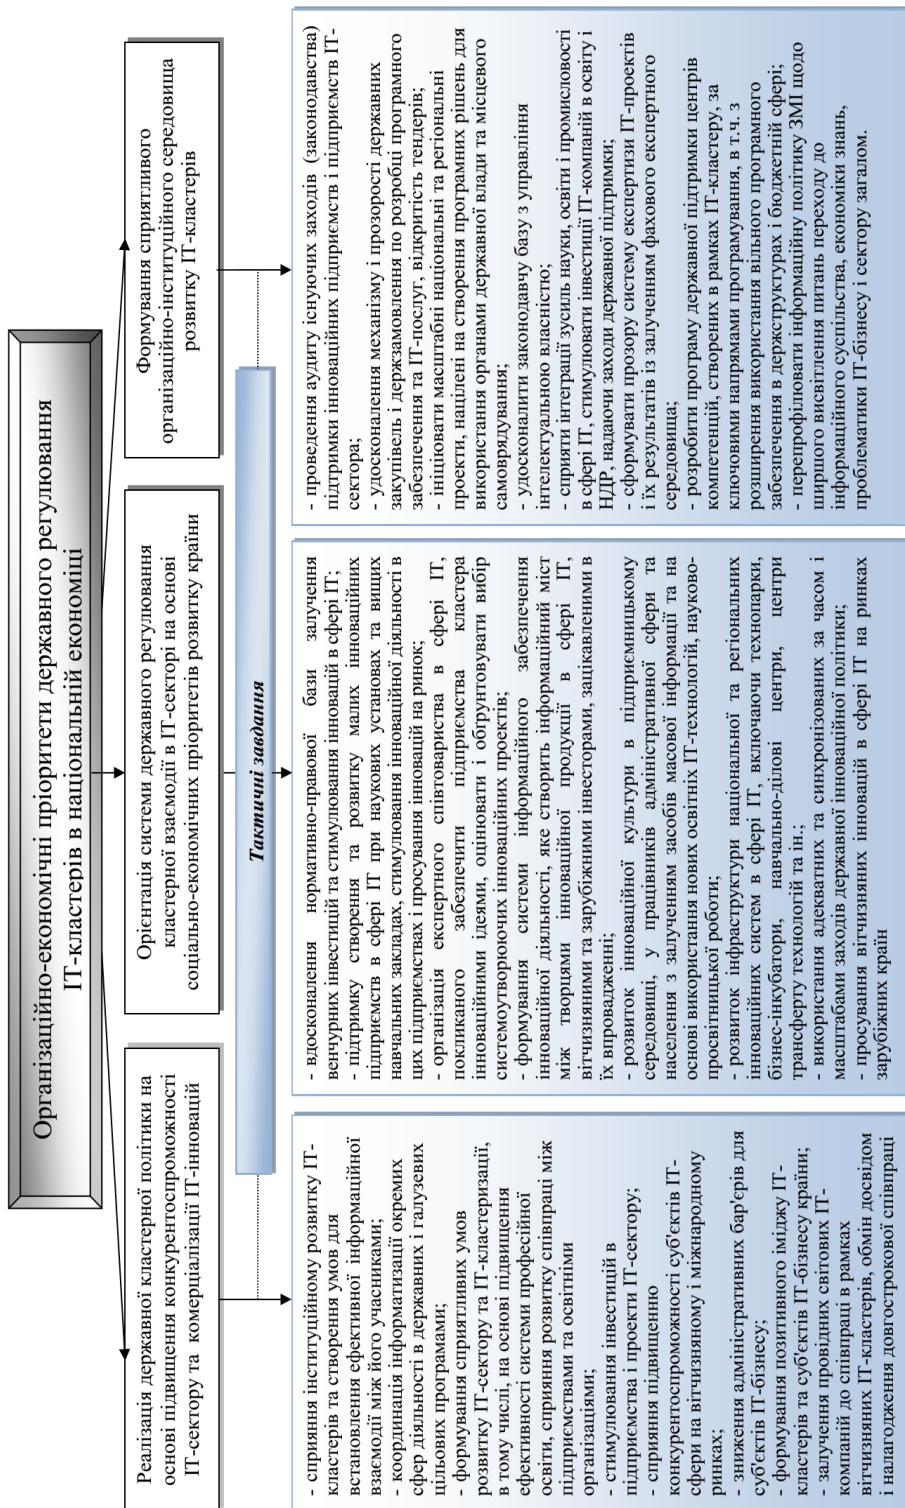 Організаційно-економічні пріоритети державного регулювання
ІТ-кластерів в національній економіці
Реалізація державної кластерної політики на
основі підвищення конкурентоспроможності
ІТ-сектору та комерціалізації ІТ-інновацій
Орієнтація системи державного регулювання
кластерної взаємодії в ІТ-секторі на основі
соціально-економічних пріоритетів розвитку країни
Формування сприятливого
організаційно-інституційного середовища
розвитку ІТ-кластерів
Тактичні завдання
- сприяння інституційному розвитку ІТ-
кластерів та створення умов для
встановлення ефективної інформаційної
взаємодії між його учасниками;
- координація інформатизації окремих
сфер діяльності в державних і галузевих
цільових програмами;
- формування сприятливих умов
розвитку ІТ-сектору та ІТ-кластеризації,
в тому числі, на основі підвищення
ефективності системи професійної
освіти, сприяння розвитку співпраці між
підприємствами та освітніми
організаціями;
- стимулювання інвестицій в
підприємства і проекти ІТ-сектору;
- сприяння підвищенню
конкурентоспроможності суб'єктів ІТ-
сфери на вітчизняному і міжнародному
ринках;
- зниження адміністративних бар'єрів для
суб'єктів ІТ-бізнесу;
- формування позитивного іміджу ІТ-
кластерів та суб'єктів ІТ-бізнесу країни;
- залучення провідних світових ІТ-
компаній до співпраці в рамках
вітчизняних ІТ-кластерів, обмін досвідом
і налагодження довгострокової співпраці
- вдосконалення нормативно-правової бази залучення
венчурних інвестицій та стимулювання інновацій в сфері ІТ;
- підтримку створення та розвитку малих інноваційних
підприємств в сфері ІТ при наукових установах та вищих
навчальних закладах, стимулювання інноваційної діяльності в
цих підприємствах і просування інновацій на ринок;
- організація експертного співтовариства в сфері ІТ,
покликаного забезпечити підприємства кластера
інноваційними ідеями, оцінювати і обґрунтовувати вибір
системоутворюючих інноваційних проектів;
- формування системи інформаційного забезпечення
інноваційної діяльності, яке створить інформаційний міст
між творцями інноваційної продукції в сфері ІТ,
вітчизняними та зарубіжними інвесторами, зацікавленими в
їх впровадженні;
- розвиток інноваційної культури в підприємницькому
середовищі, у працівників адміністративної сфери та
населення з залученням засобів масової інформації та на
основі використання нових освітніх ІТ-технологій, науково-
просвітницької роботи;
- розвиток інфраструктури національної та регіональних
інноваційних систем в сфері ІТ, включаючи технопарки,
бізнес-інкубатори, навчально-ділові центри, центри
трансферту технологій та ін.;
- використання адекватних та синхронізованих за часом і
масштабами заходів державної інноваційної політики;
- просування вітчизняних інновацій в сфері ІТ на ринках
зарубіжних країн
- проведення аудиту існуючих заходів (законодавства)
підтримки інноваційних підприємств і підприємств ІТ-
сектора;
- удосконалення механізму і прозорості державних
закупівель і держзамовлення по розробці програмного
забезпечення та ІТ-послуг, відкритість тендерів;
- ініціювати масштабні національні та регіональні
проекти, націлені на створення програмних рішень для
використання органами державної влади та місцевого
самоврядування;
- удосконалити законодавчу базу з управління
інтелектуальною власністю;
- сприяти інтеграції зусиль науки, освіти і промисловості
в сфері ІТ, стимулювати інвестиції ІТ-компаній в освіту і
НДР, надаючи заходи державної підтримки;
- сформувати прозору систему експертизи ІТ-проектів
і їх результатів із залученням фахового експертного
середовища;
- розробити програму державної підтримки центрів
компетенцій, створених в рамках ІТ-кластеру, за
ключовими напрямами програмування, в т.ч. з
розширення використання вільного програмного
забезпечення в держструктурах і бюджетній сфері;
- перепрофілювати інформаційну політику ЗМІ щодо
ширшого висвітлення питань переходу до
інформаційного суспільства, економіки знань,
проблематики ІТ-бізнесу і сектору загалом.